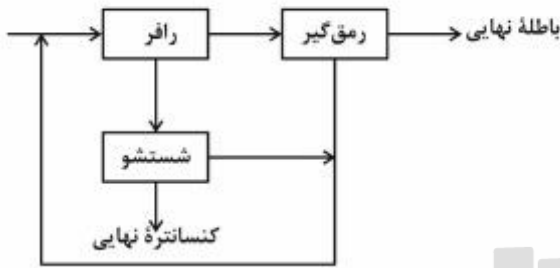 رافر
رمق‌گیر
باطلهٔ نهایی
شستشو
کنسانترهٔ نهایی